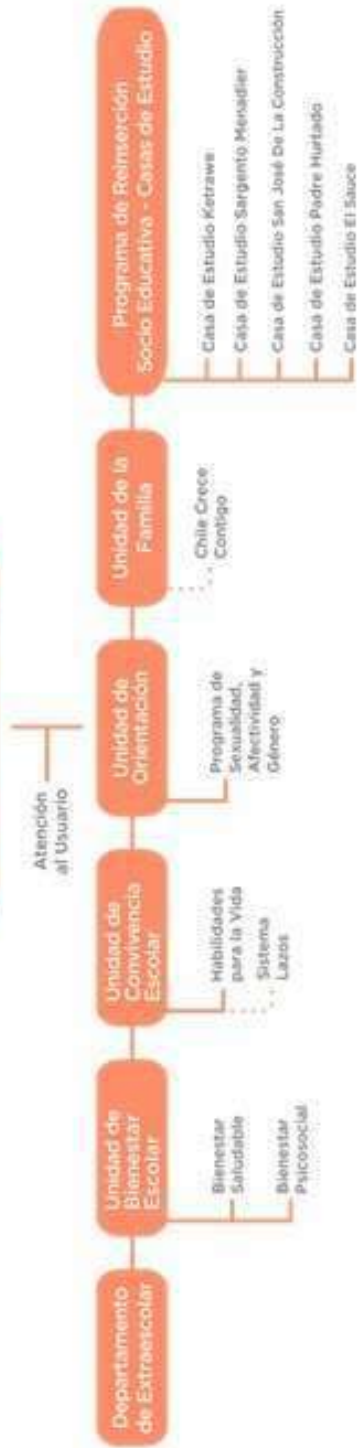 Atención
al Usuario
Departamento
de Extraescolar
Unidad de
Bienestar
Escolar
Bienestar
Saludable
Bienestar
Psicosocial
Unidad de
Convivencia
Escolar
Habilidades
para la Vida
Sistema
Lazos
Unidad de
Orientación
Programa de
Sexualidad,
Afectividad y
Género
Unidad de la
Familia
Chile Crece
Contigo
Programa de Reinserción
Socio Educativa - Casas de Estudio
Casa de Estudio Ketrawe
Casa de Estudio Sargento Menadier
Casa de Estudio San José De La Construcción
Casa de Estudio Padre Hurtado
Casa de Estudio El Sauce